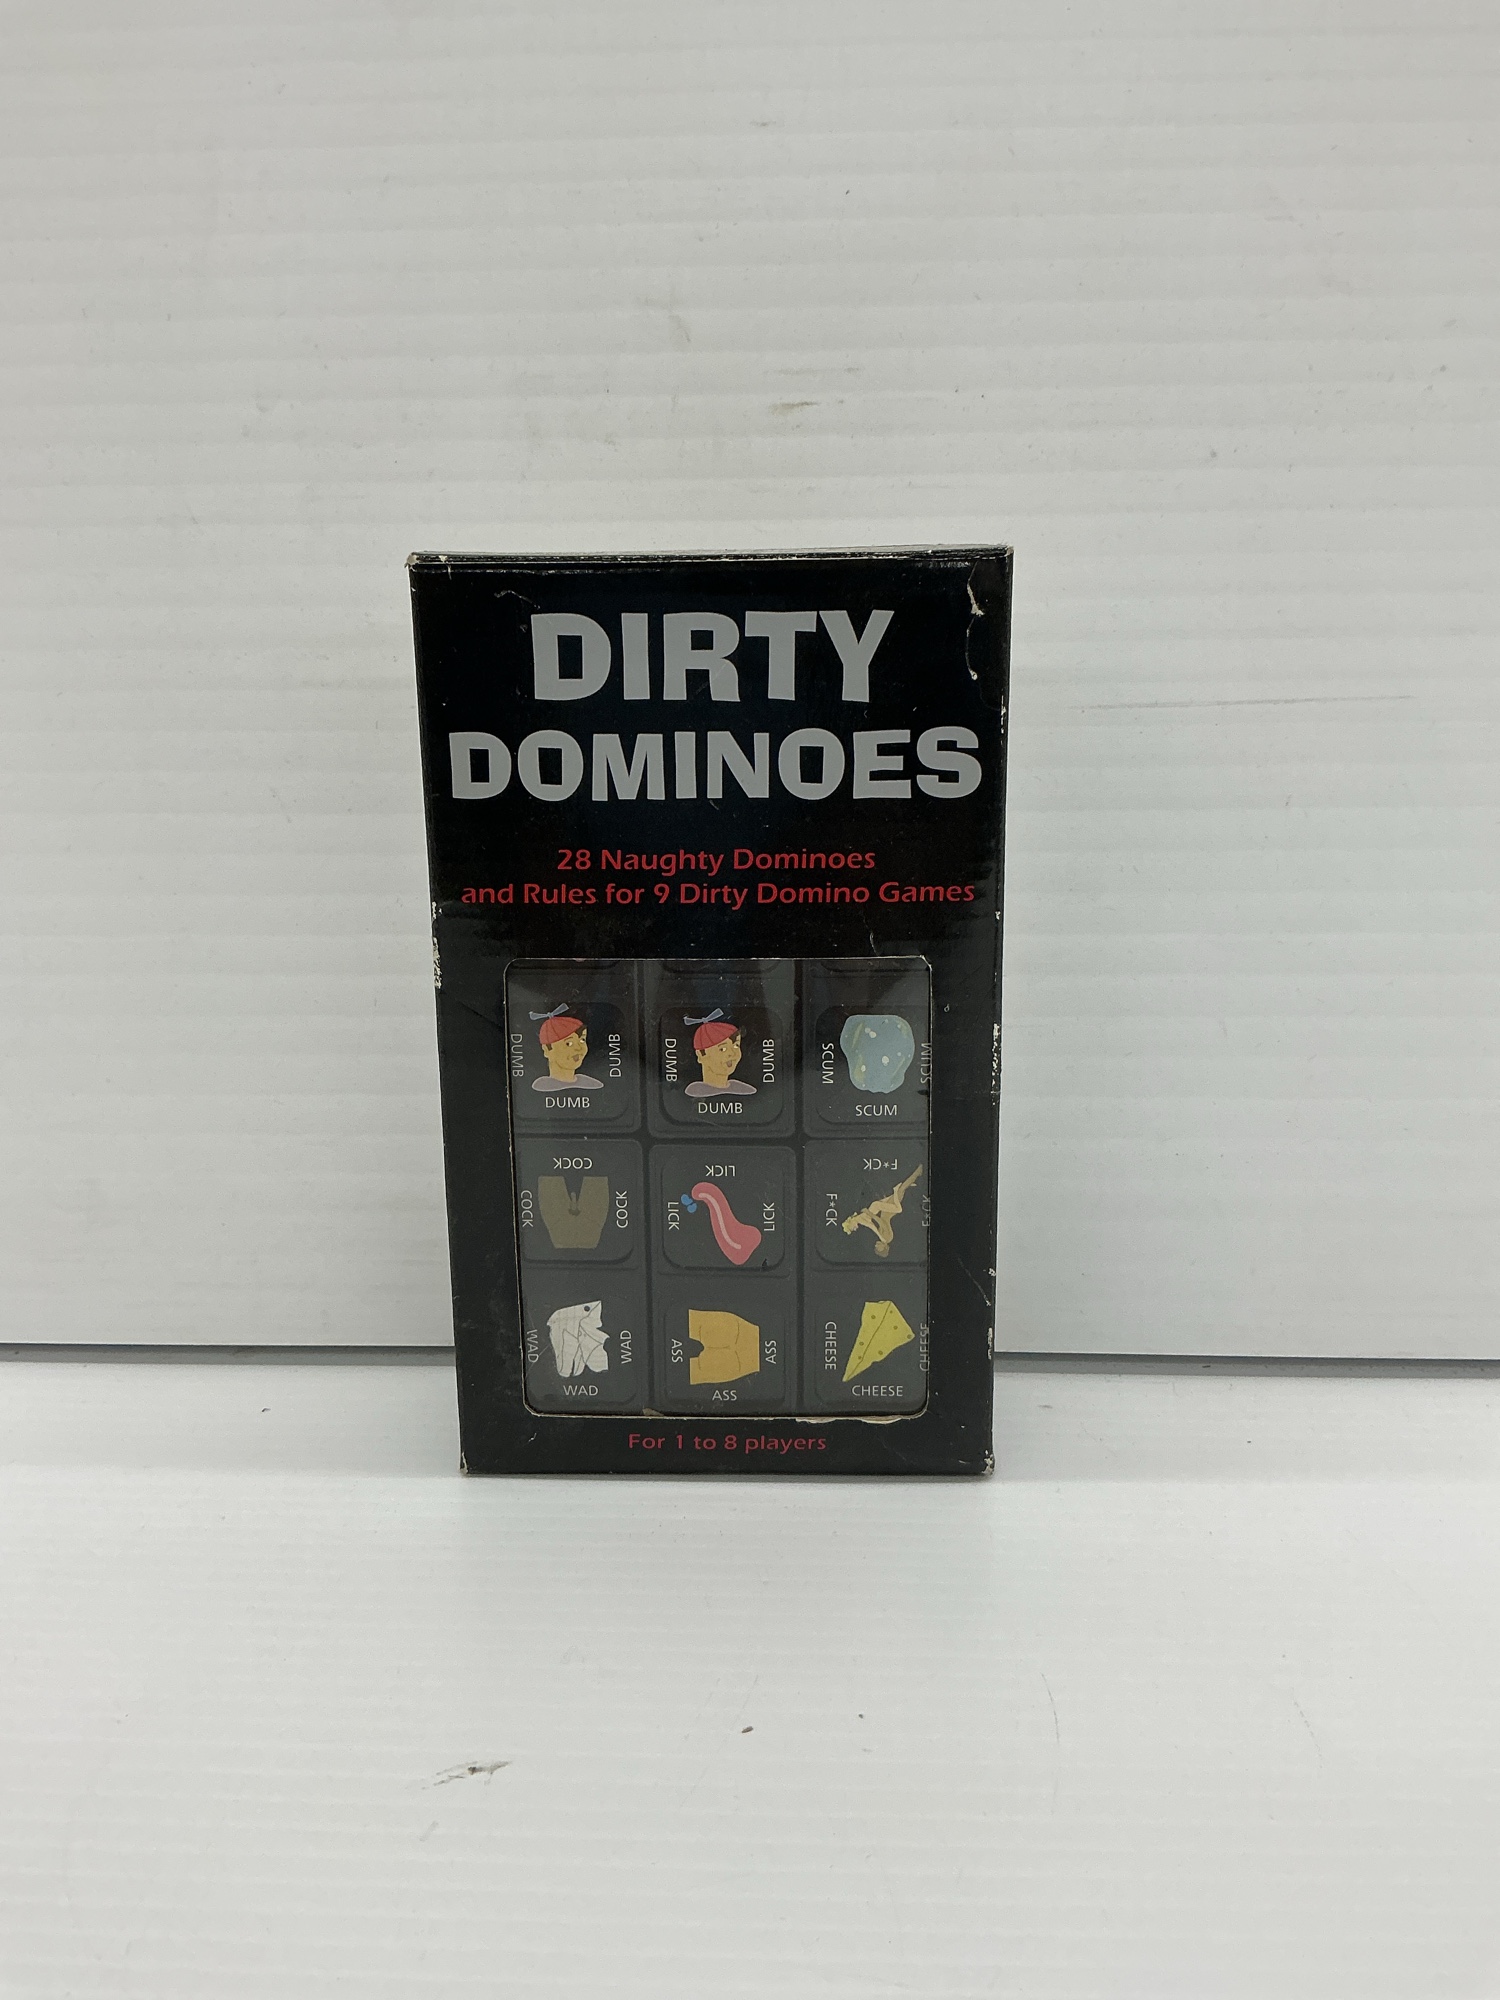 DIRTY
DOMINOES
28 Naughty Dominoes
and Rules for 9 Dirty Domino Games
DUMB DUMB DUMB DUMB SCUM SCUM
DUMB DUMB SCUM
COCK LICK F*CK
COCK COCK LICK LICK F*CK F*CK
WAD WAD ASS ASS CHEESE CHEESE
WAD ASS CHEESE
For 1 to 8 players